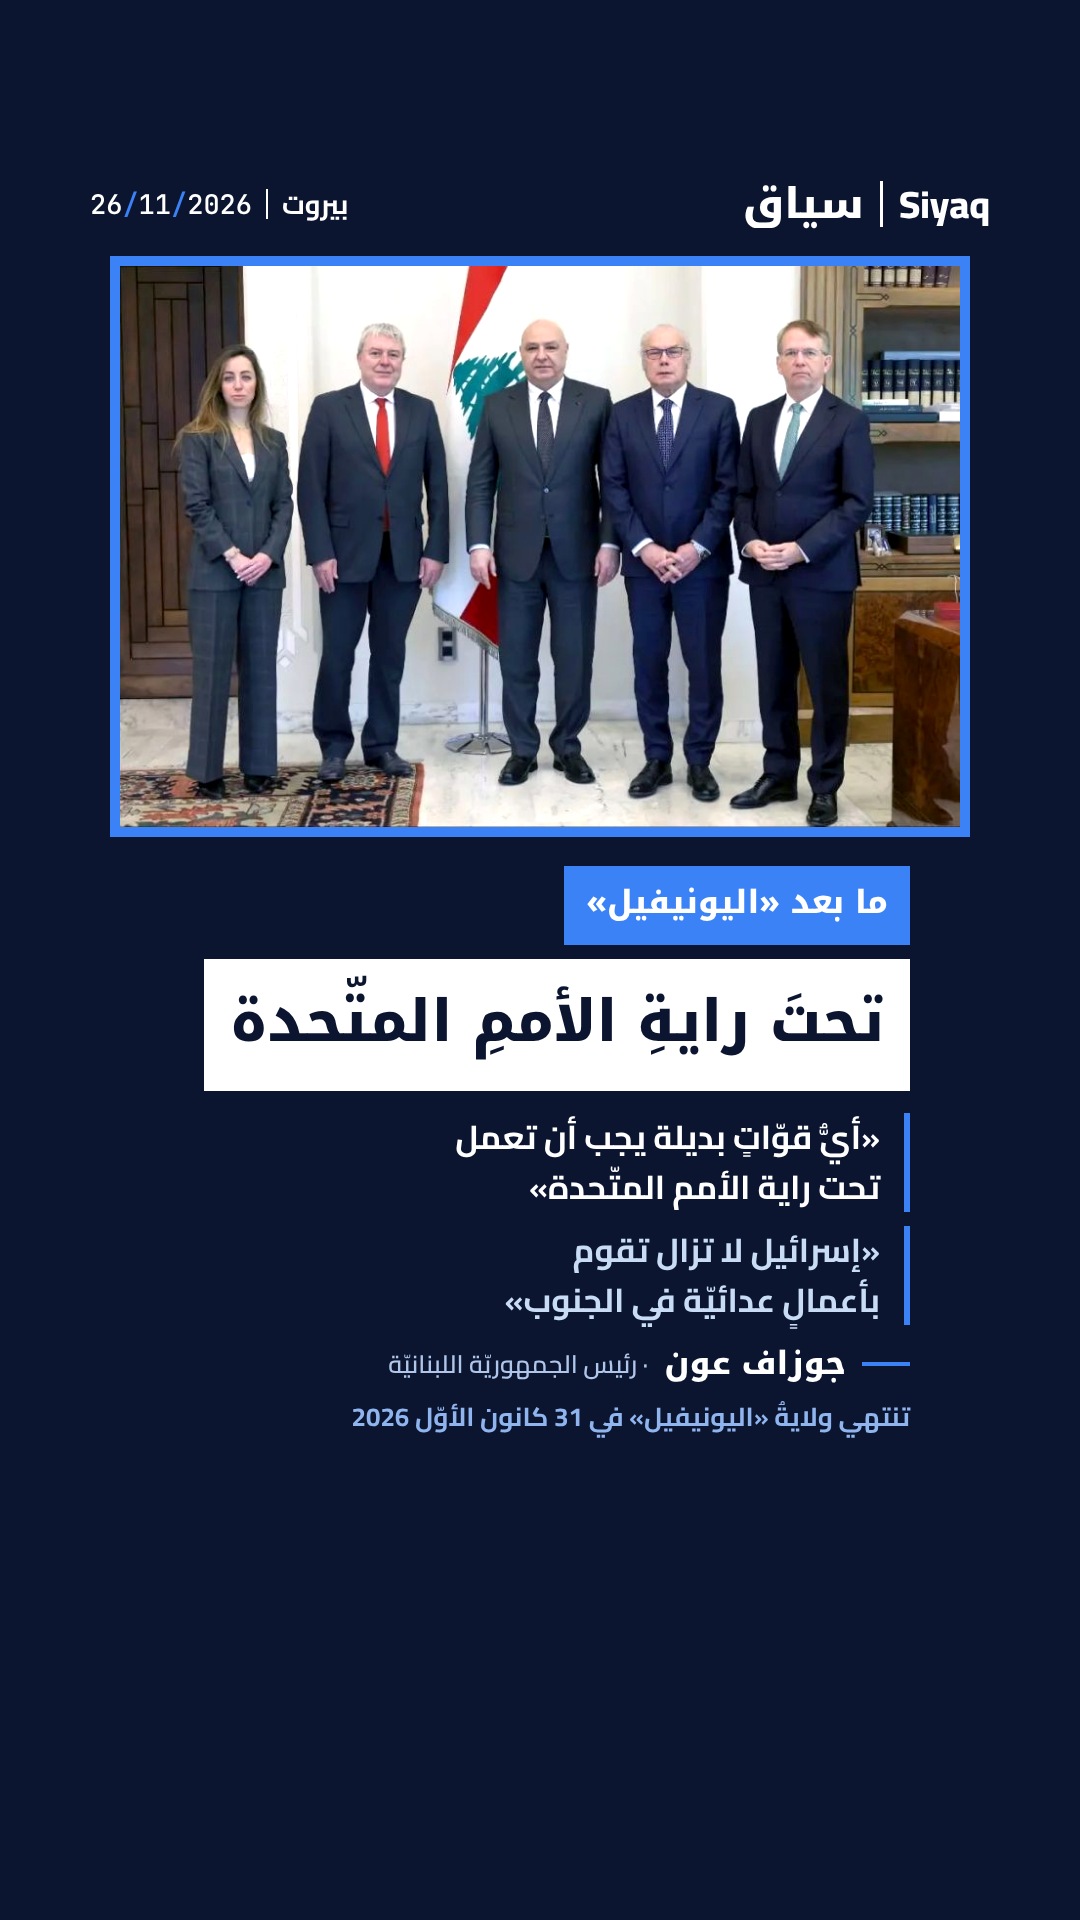 سياق | Siyaq
بيروت | 26/11/2026
ما بعد «اليونيفيل»
تحتَ رايةِ الأممِ المتّحدة
«أيُّ قوّاتٍ بديلة يجب أن تعمل
تحت راية الأمم المتّحدة»
«إسرائيل لا تزال تقوم
بأعمالٍ عدائيّة في الجنوب»
جوزاف عون · رئيس الجمهوريّة اللبنانيّة
تنتهي ولايةُ «اليونيفيل» في 31 كانون الأوّل 2026